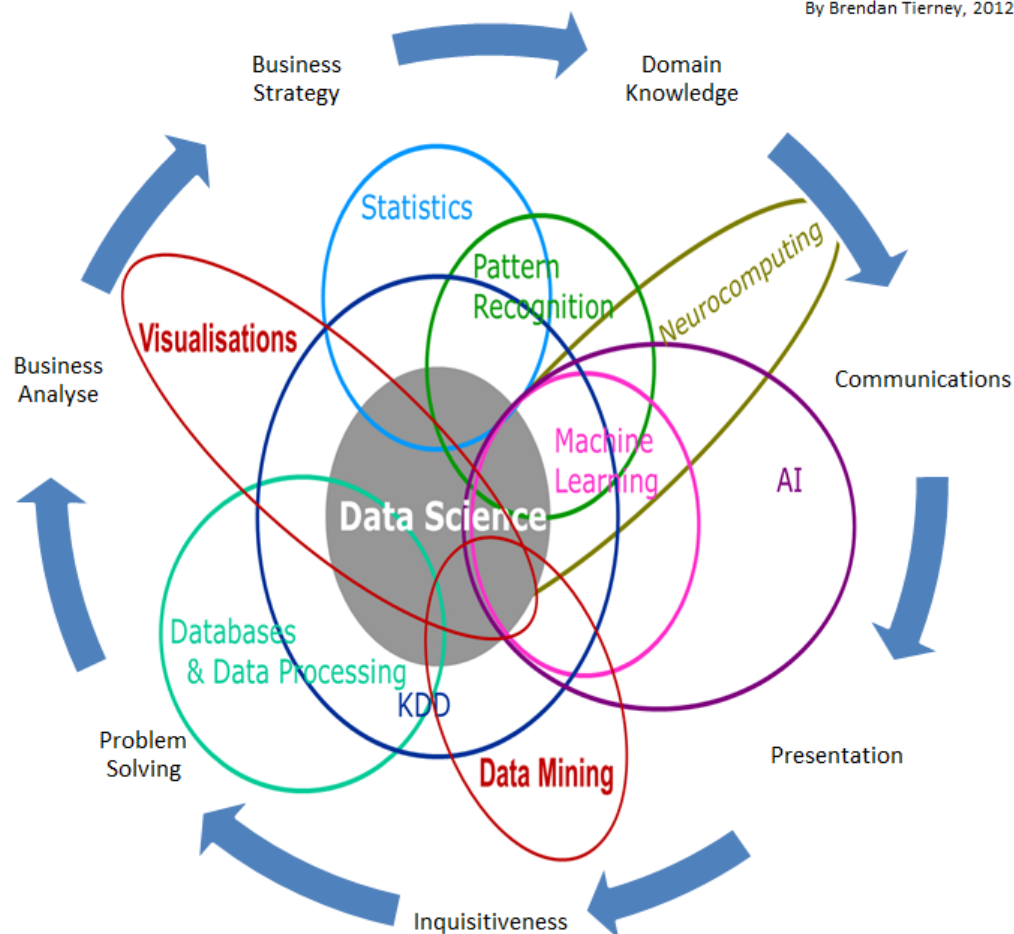 By Brendan Tierney, 2012
Business
Strategy
Domain
Knowledge
Statistics
Pattern
Recognition
Neurocomputing
Visualisations
Business
Analyse
Communications
Machine
Learning
AI
Data Science
Databases
& Data Processing
KDD
Problem
Solving
Data Mining
Presentation
Inquisitiveness